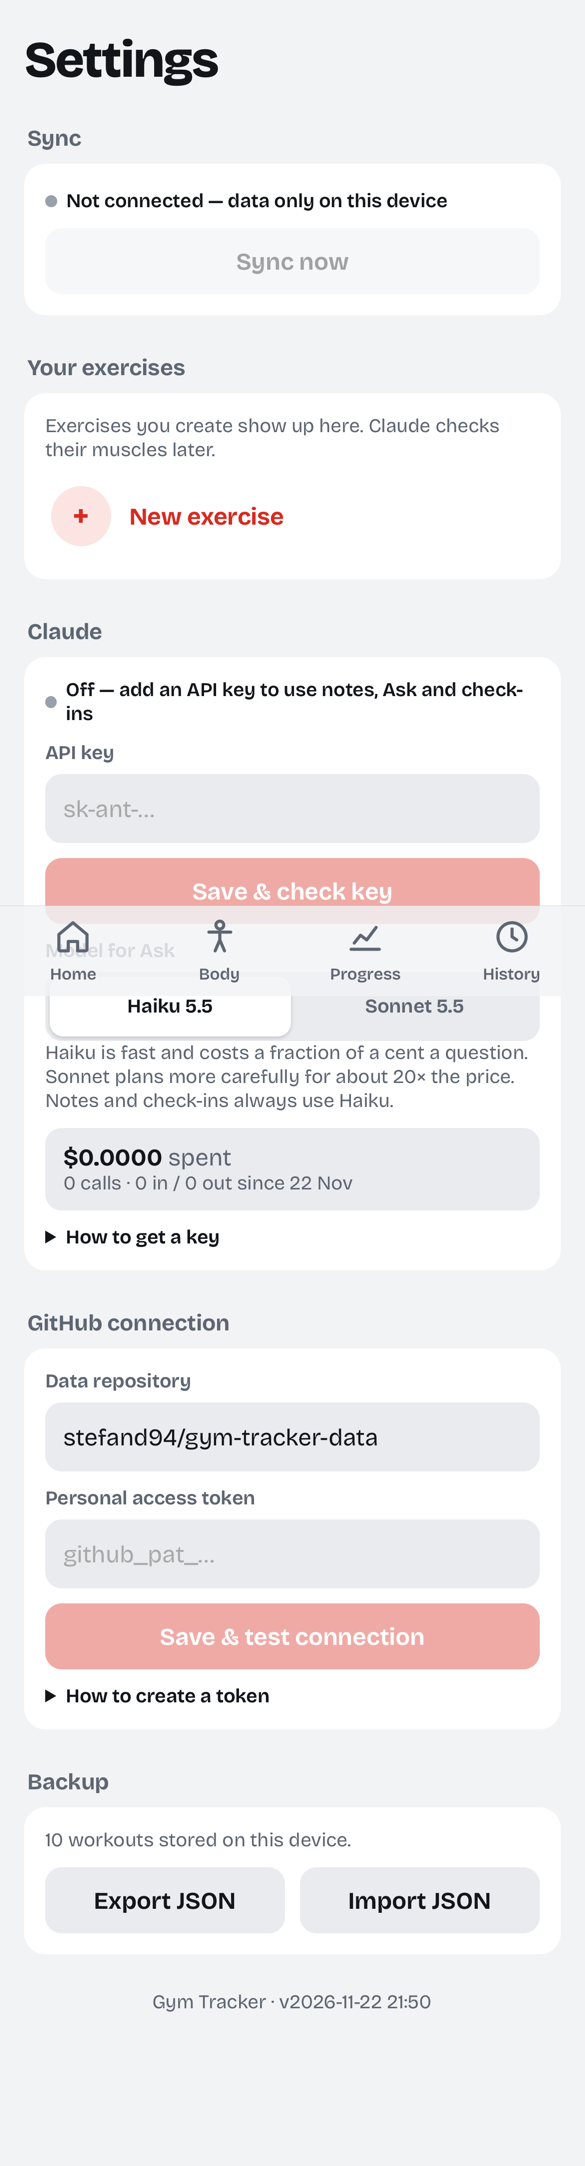 Settings
Sync
Not connected — data only on this device
Sync now
Your exercises
Exercises you create show up here. Claude checks
their muscles later.
+ New exercise
Claude
Off — add an API key to use notes, Ask and check-
ins
API key
sk-ant-...
Save & check key
Model for Ask
Home Body Progress History
Haiku 5.5 Sonnet 5.5
Haiku is fast and costs a fraction of a cent a question.
Sonnet plans more carefully for about 20× the price.
Notes and check-ins always use Haiku.
$0.0000 spent
0 calls · 0 in / 0 out since 22 Nov
How to get a key
GitHub connection
Data repository
stefand94/gym-tracker-data
Personal access token
github_pat_...
Save & test connection
How to create a token
Backup
10 workouts stored on this device.
Export JSON Import JSON
Gym Tracker · v2026-11-22 21:50